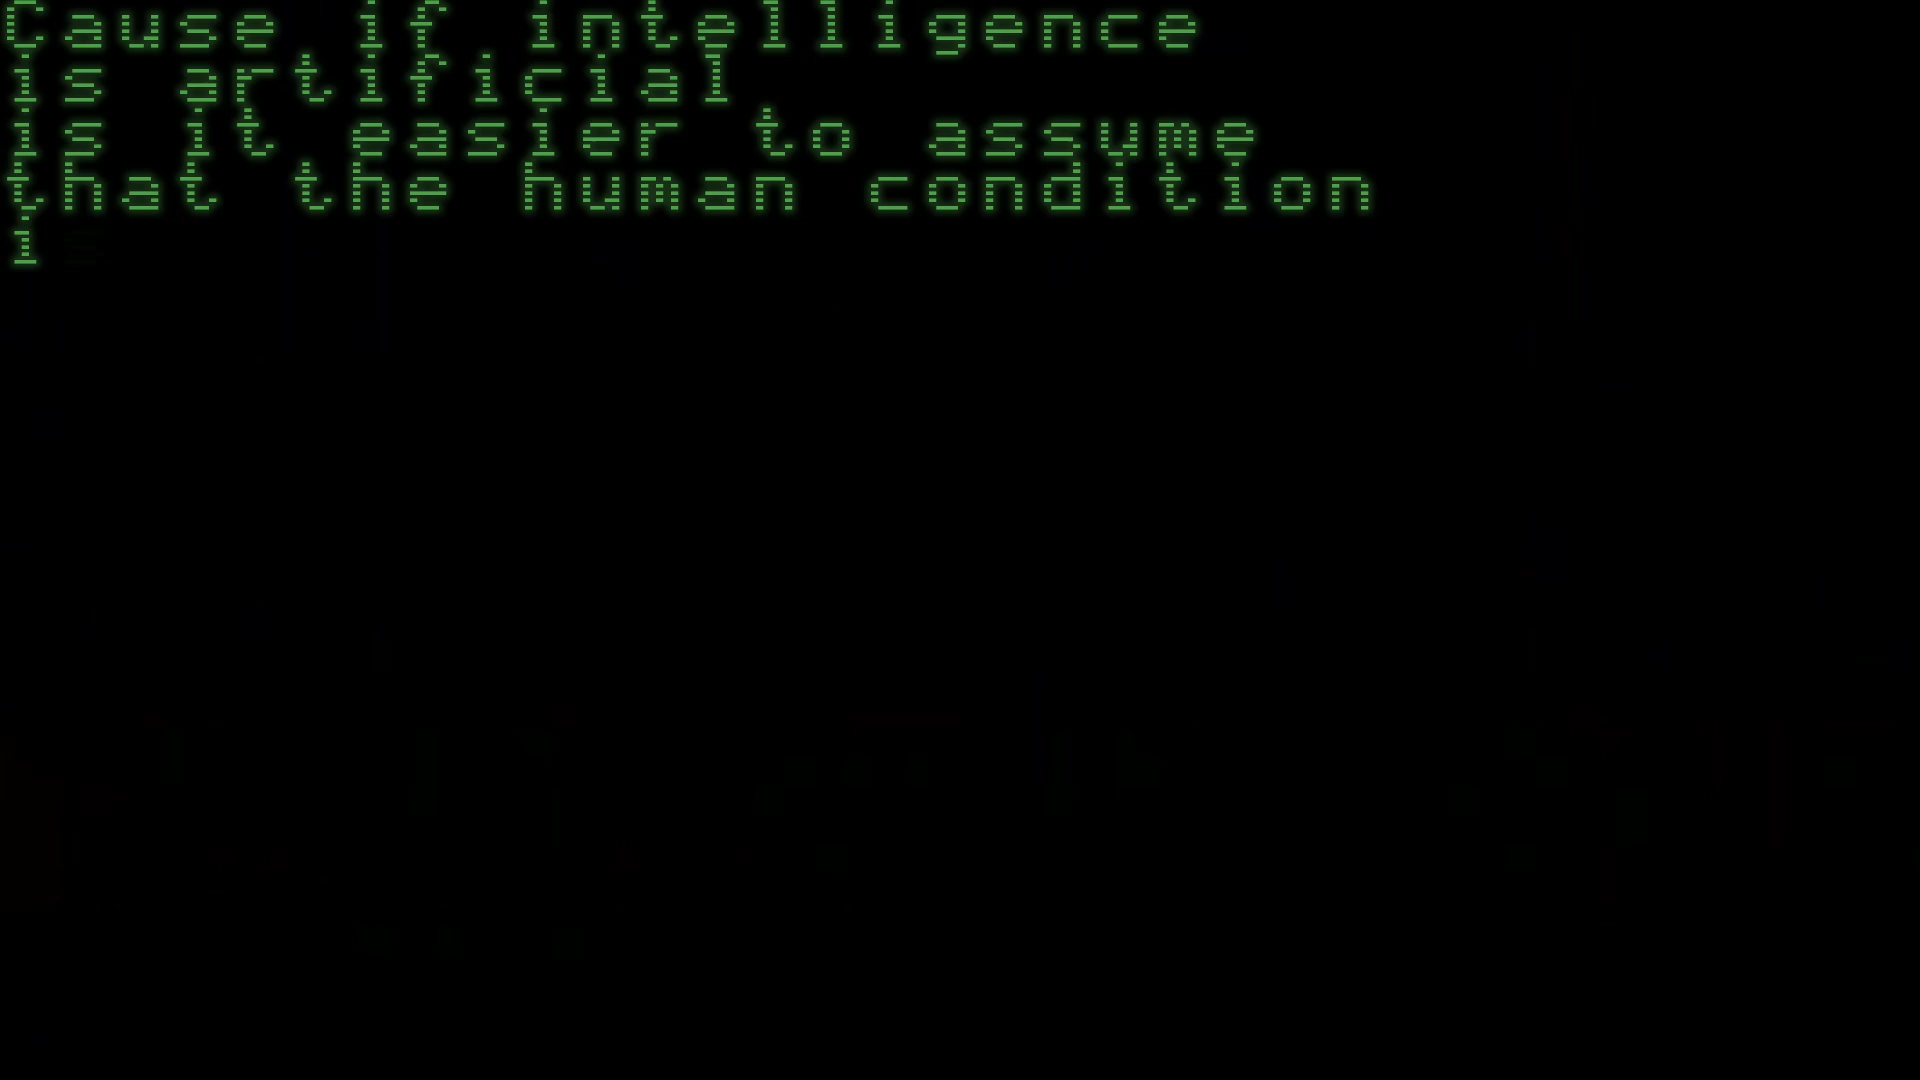 Cause if intelligence
is artificial
is it easier to assume
that the human condition
i